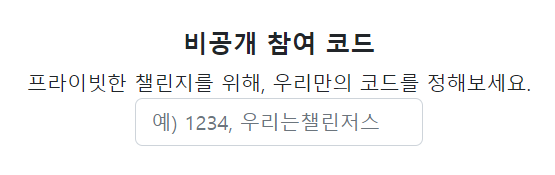 비공개 참여 코드
프라이빗한 챌린지를 위해, 우리만의 코드를 정해보세요.
예) 1234, 우리는챌린저스